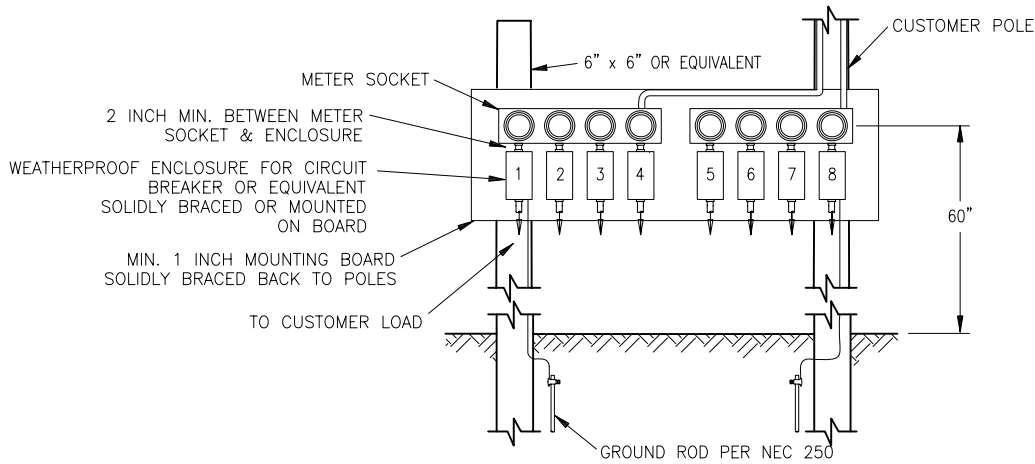 CUSTOMER POLE
6" x 6" OR EQUIVALENT
METER SOCKET
2 INCH MIN. BETWEEN METER
SOCKET & ENCLOSURE
WEATHERPROOF ENCLOSURE FOR CIRCUIT
BREAKER OR EQUIVALENT
SOLIDLY BRACED OR MOUNTED
ON BOARD
1 2 3 4 5 6 7 8
60"
MIN. 1 INCH MOUNTING BOARD
SOLIDLY BRACED BACK TO POLES
TO CUSTOMER LOAD
GROUND ROD PER NEC 250